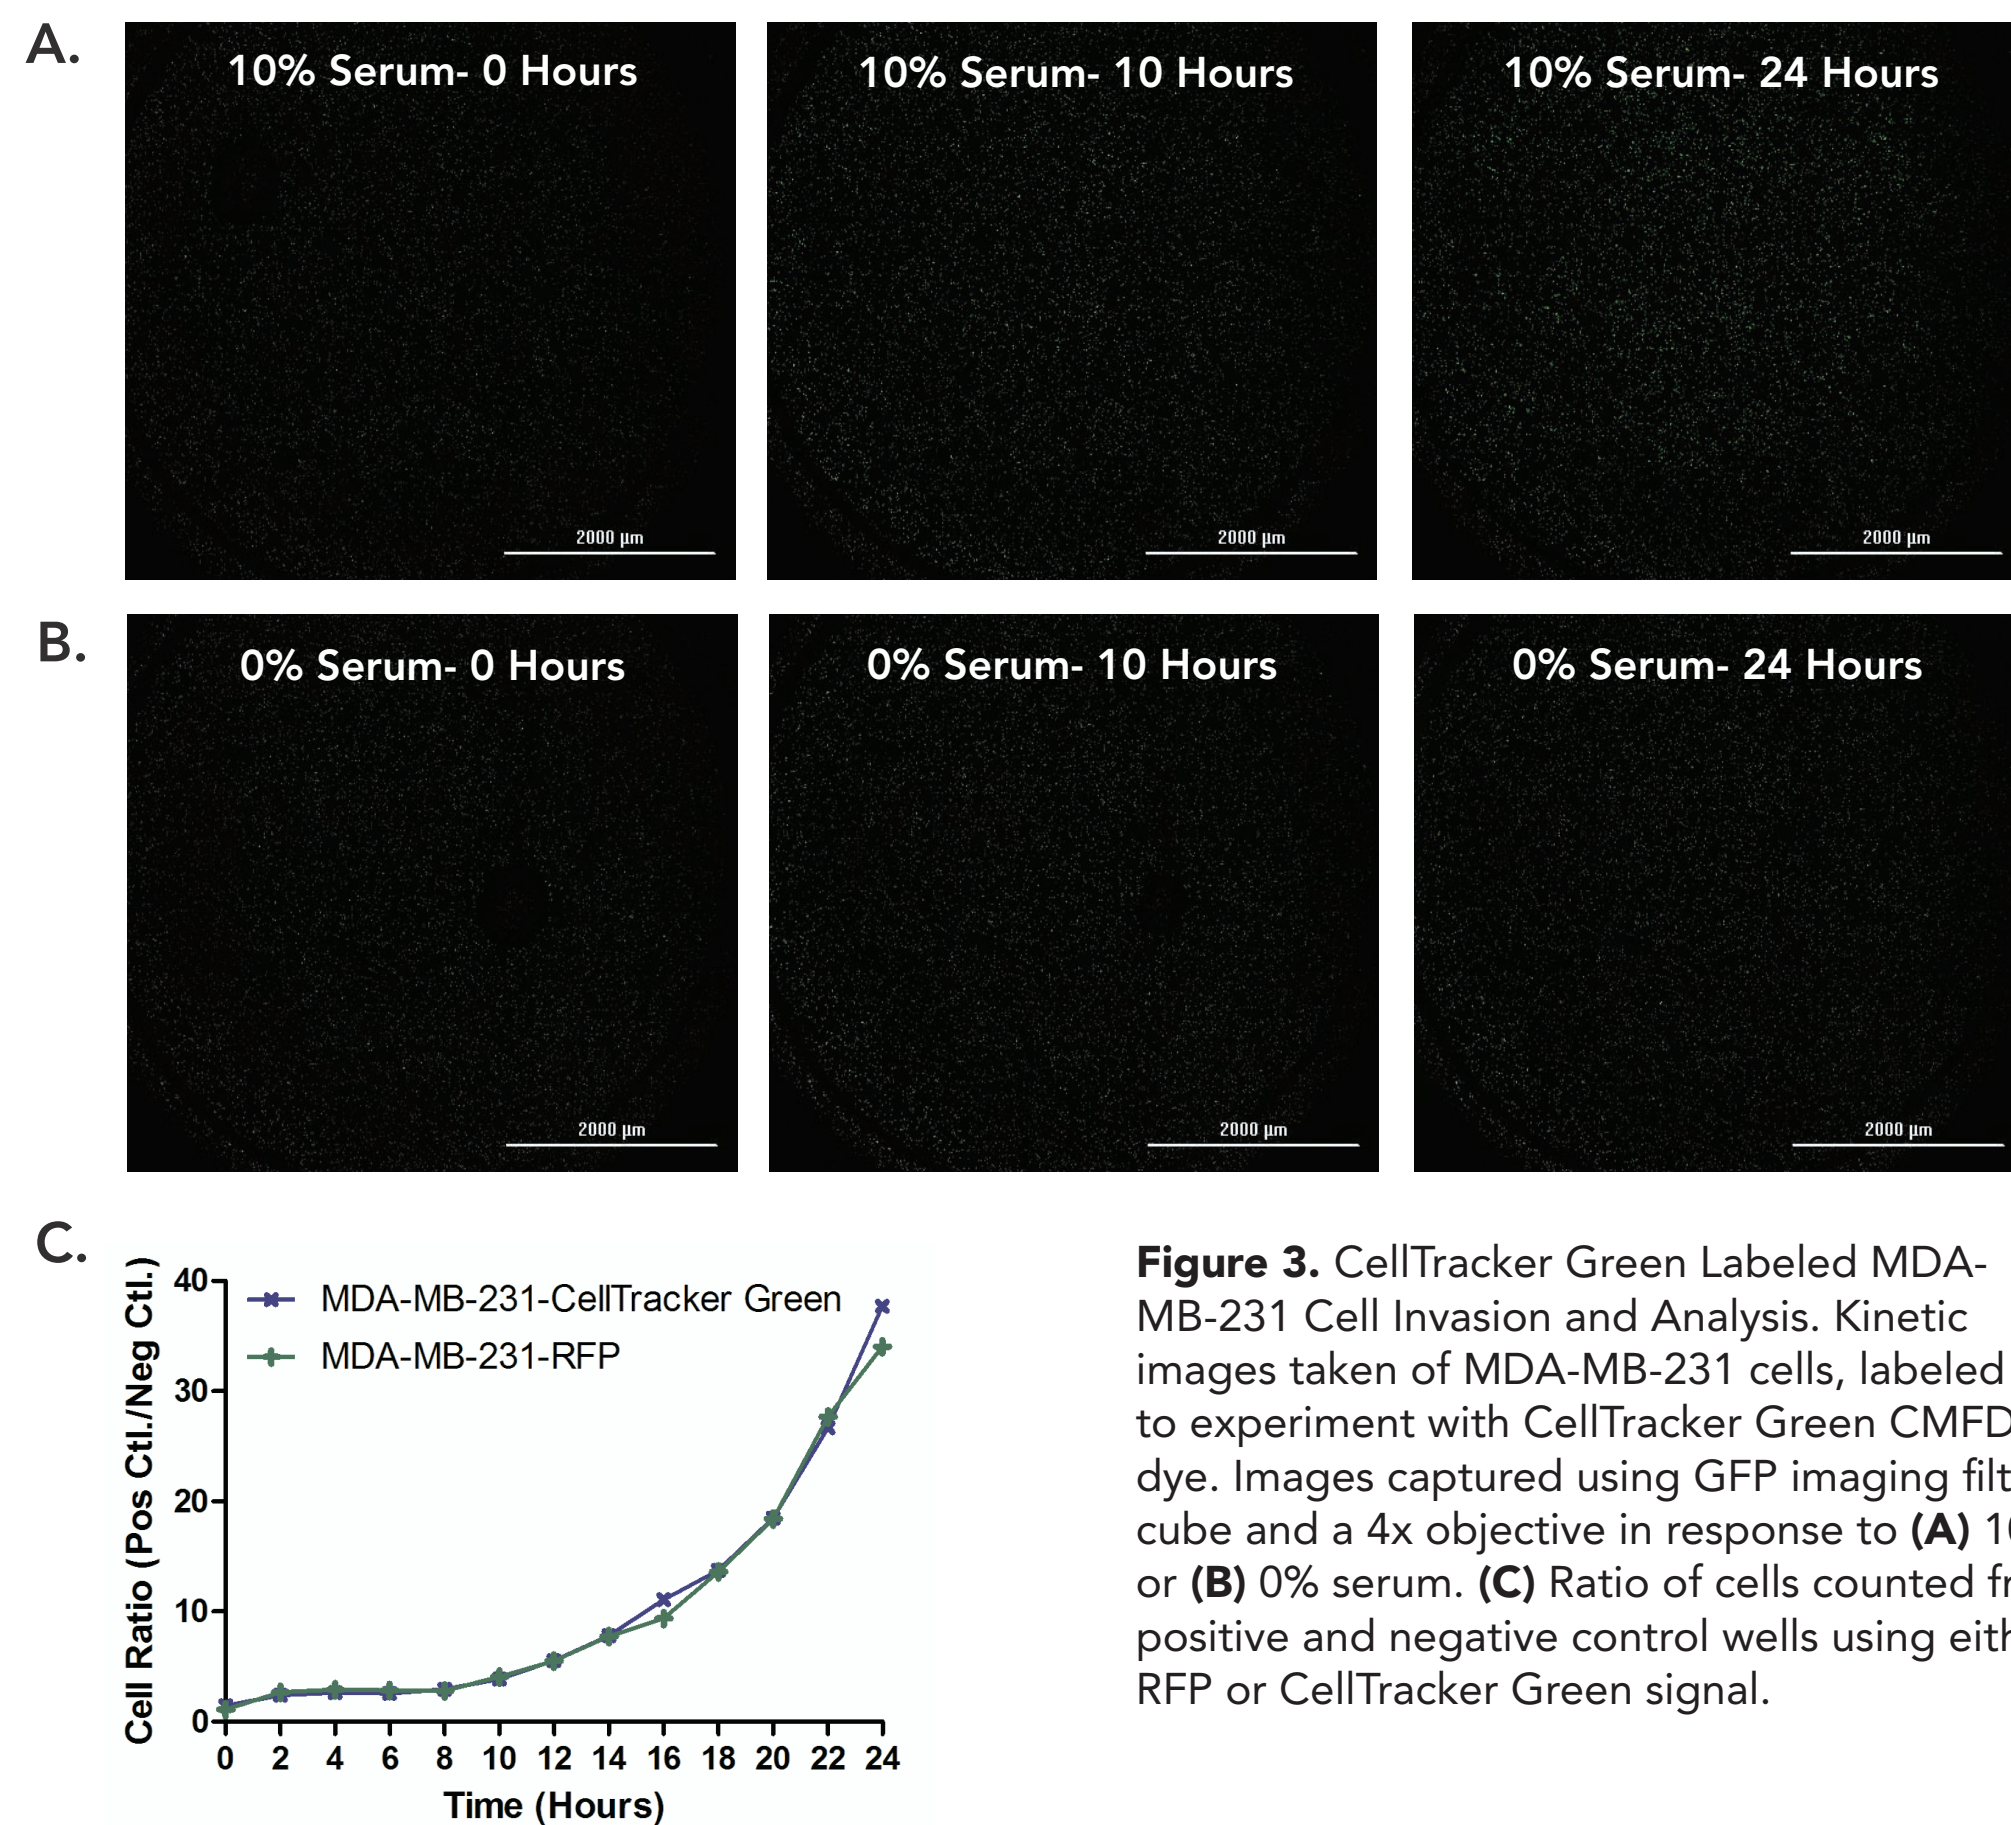 A.
10% Serum- 0 Hours
10% Serum- 10 Hours
10% Serum- 24 Hours
2000 µm
2000 µm
2000 µm
B.
0% Serum- 0 Hours
0% Serum- 10 Hours
0% Serum- 24 Hours
2000 µm
2000 µm
2000 µm
C.
Cell Ratio (Pos Ctl./Neg Ctl.)
40
30
20
10
0
MDA-MB-231-CellTracker Green
MDA-MB-231-RFP
0 2 4 6 8 10 12 14 16 18 20 22 24
Time (Hours)
Figure 3. CellTracker Green Labeled MDA-
MB-231 Cell Invasion and Analysis. Kinetic
images taken of MDA-MB-231 cells, labeled
to experiment with CellTracker Green CMFD
dye. Images captured using GFP imaging filt
cube and a 4x objective in response to (A) 
or (B) 0% serum. (C) Ratio of cells counted
positive and negative control wells using
RFP or CellTracker Green signal.